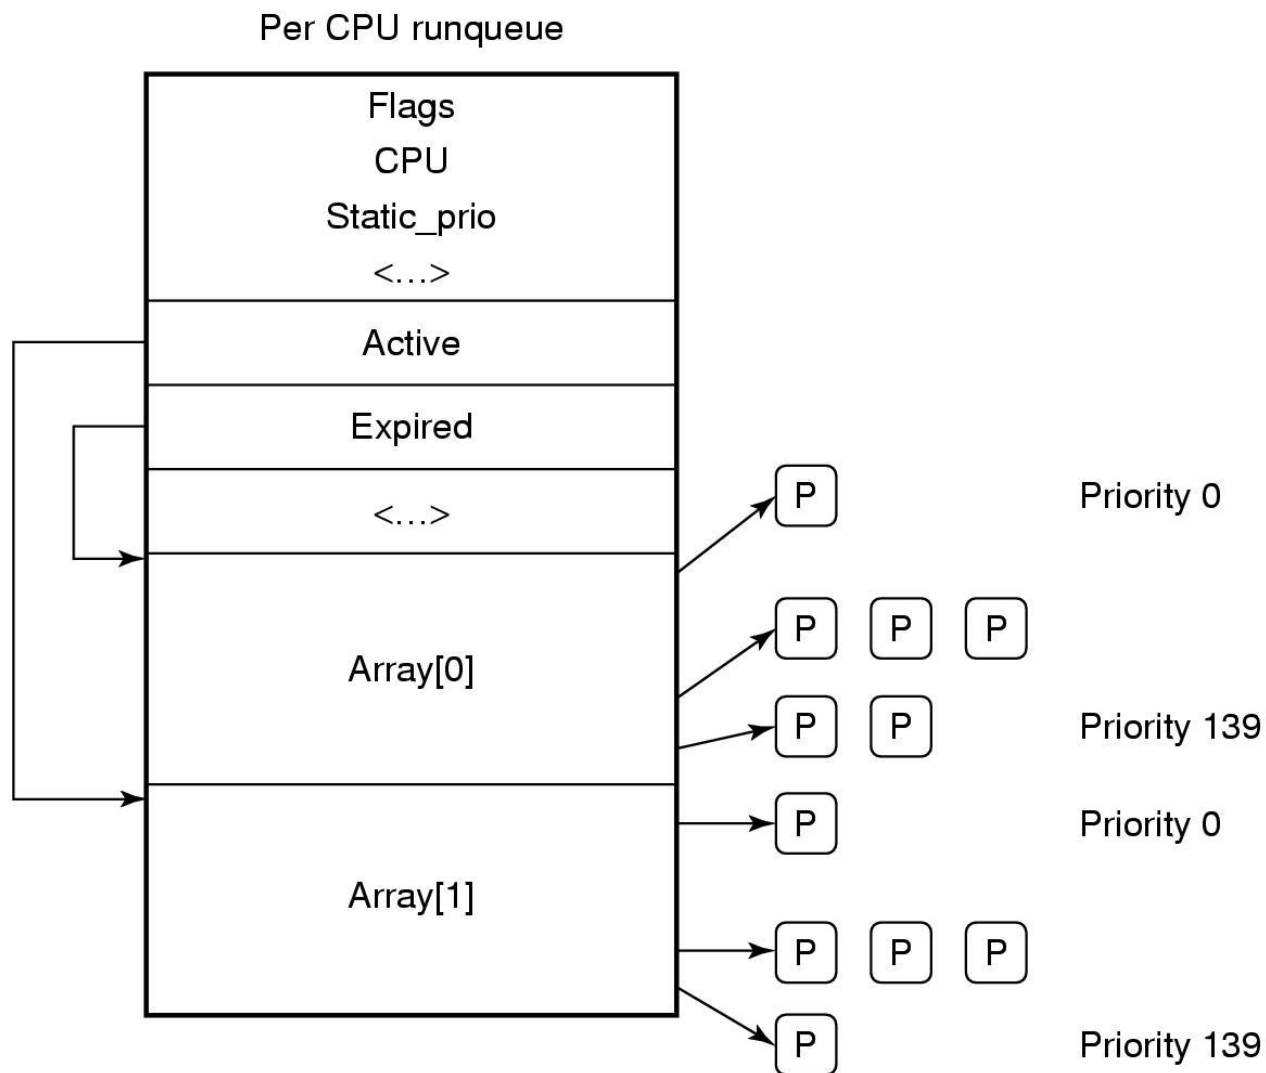 Per CPU runqueue
Flags
CPU
Static_prio
<...>
Active
Expired
<...>
P Priority 0
Array[0]
P P P
P P Priority 139
P Priority 0
Array[1]
P P P
P Priority 139